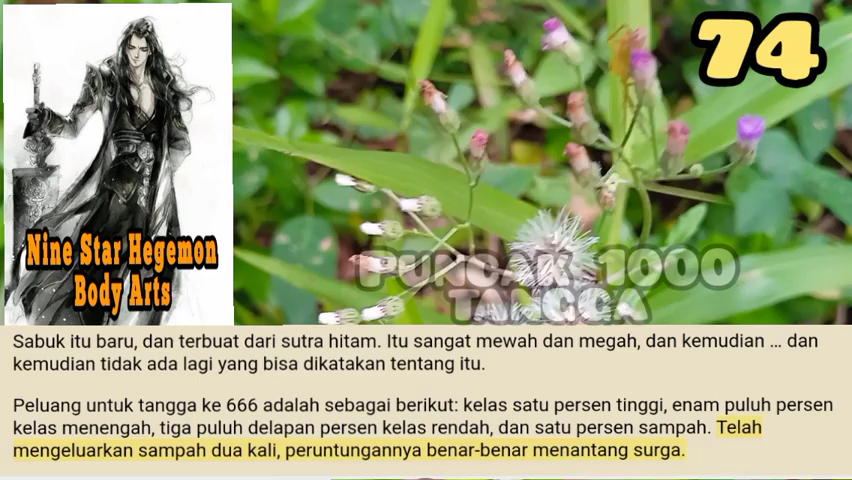 74
Nine Star Hegemon
Body Arts
PUNCAK 1000
TANGGA
Sabuk itu baru, dan terbuat dari sutra hitam. Itu sangat mewah dan megah, dan kemudian ... dan
kemudian tidak ada lagi yang bisa dikatakan tentang itu.
Peluang untuk tangga ke 666 adalah sebagai berikut: kelas satu persen tinggi, enam puluh persen
kelas menengah, tiga puluh delapan persen kelas rendah, dan satu persen sampah. Telah
mengeluarkan sampah dua kali, peruntungannya benar-benar menantang surga.